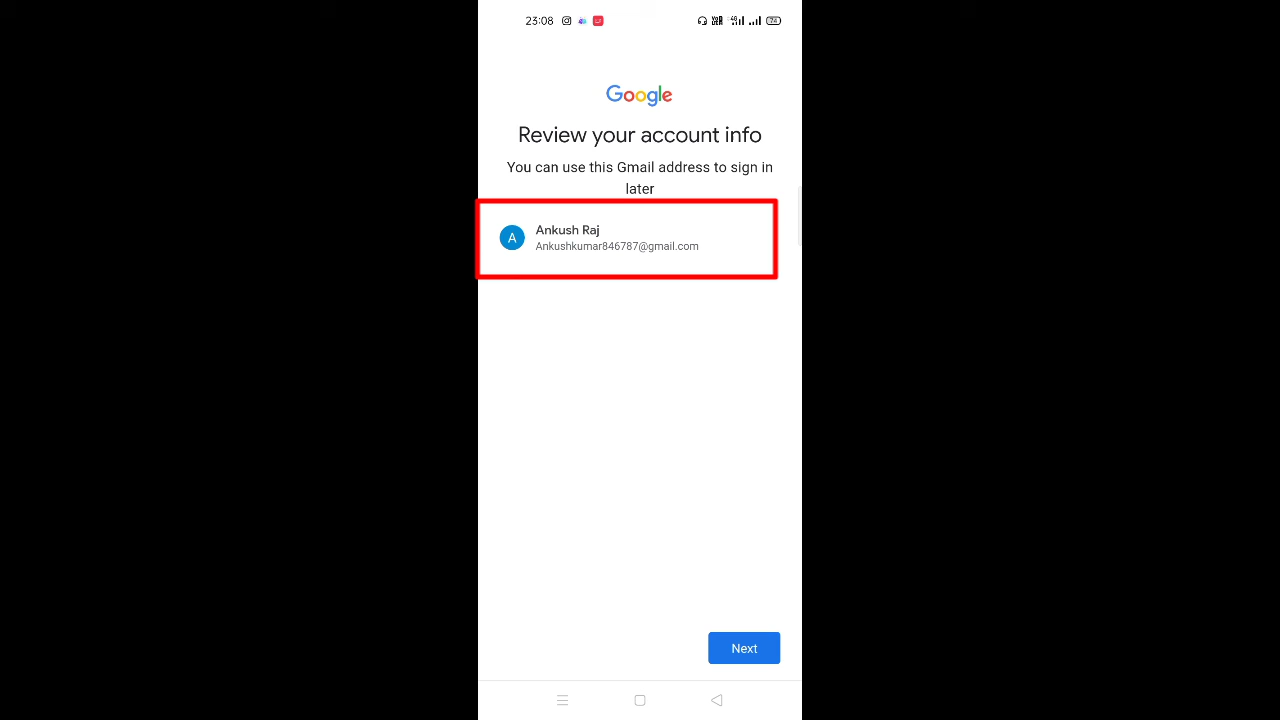 23:08
74
Google
Review your account info
You can use this Gmail address to sign in
later
A
Ankush Raj
Ankushkumar846787@gmail.com
Next